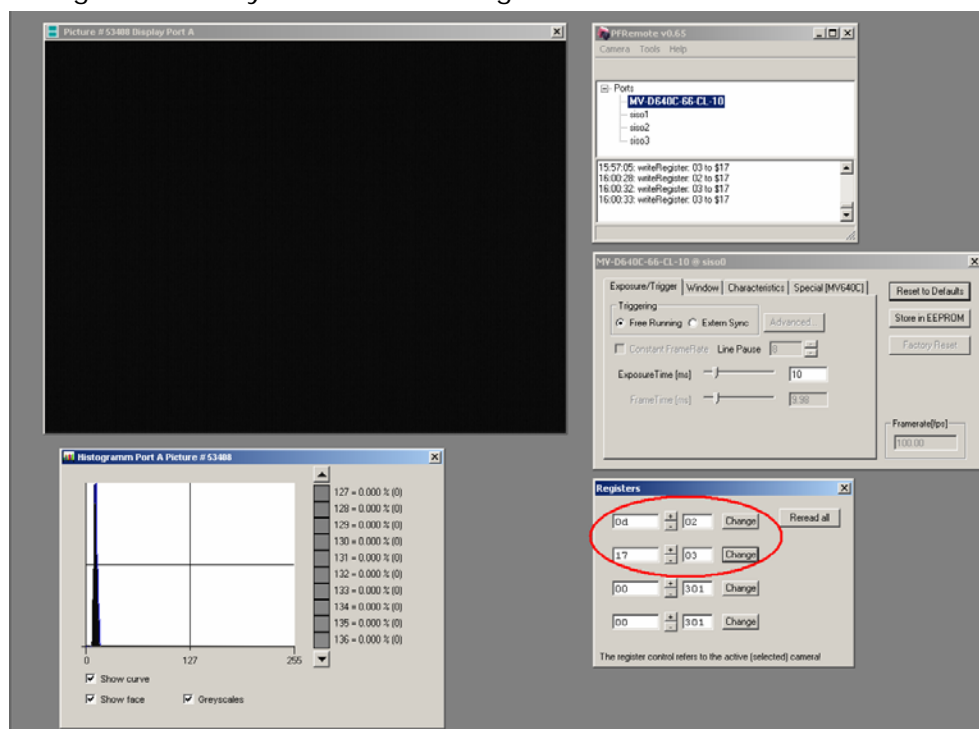 Picture # 53408 Display Port A
PFRemote v0.65
Camera Tools Help
Ports
MV-D640C-66-CL-10
siso1
siso2
siso3
15:57:05: writeRegister: 03 to $17
16:00:28: writeRegister: 02 to $17
16:00:32: writeRegister: 03 to $17
16:00:33: writeRegister: 03 to $17
MV-D640C-66-CL-10 @ siso0
Exposure/Trigger Window Characteristics Special [MV640C]
Reset to Defaults
Triggering
Free Running Extern Sync Advanced...
Store in EEPROM
Constant FrameRate Line Pause 8
Factory Reset
ExposureTime [ms] 10
FrameTime [ms] 9.98
Framerate[fps]
100.00
Histogramm Port A Picture # 53408
127 = 0.000 % (0)
128 = 0.000 % (0)
129 = 0.000 % (0)
130 = 0.000 % (0)
131 = 0.000 % (0)
132 = 0.000 % (0)
133 = 0.000 % (0)
134 = 0.000 % (0)
135 = 0.000 % (0)
136 = 0.000 % (0)
0 127 255
Show curve
Show face Greyscales
Registers
0d + - 02 Change Reread all
17 + - 03 Change
00 + - 301 Change
00 + - 301 Change
The register control refers to the active (selected) camera!